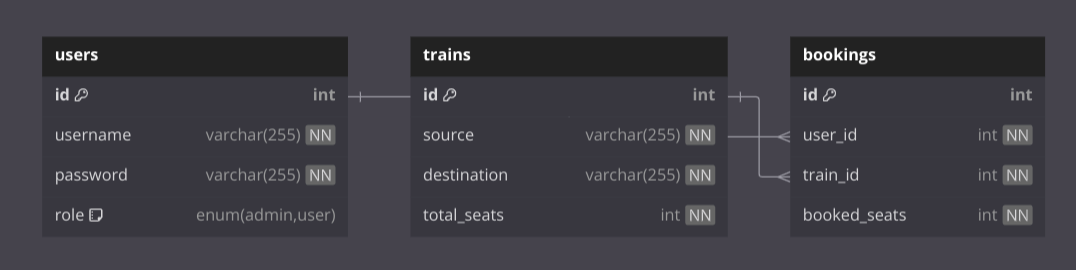 users
id int
username varchar(255) NN
password varchar(255) NN
role enum(admin,user)
trains
id int
source varchar(255) NN
destination varchar(255) NN
total_seats int NN
bookings
id int
user_id int NN
train_id int NN
booked_seats int NN